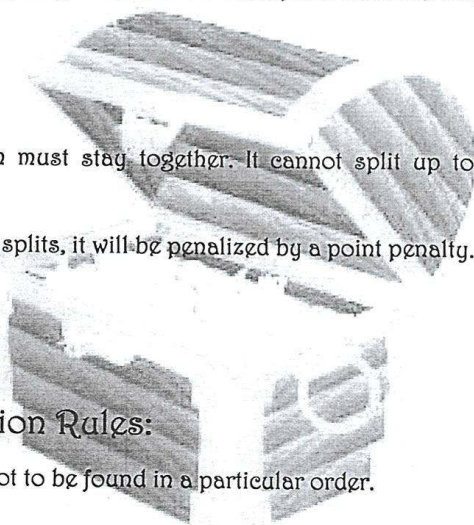 must stay together. It cannot split up to
splits, it will be penalized by a point penalty.
ion Rules:
ot to be found in a particular order.